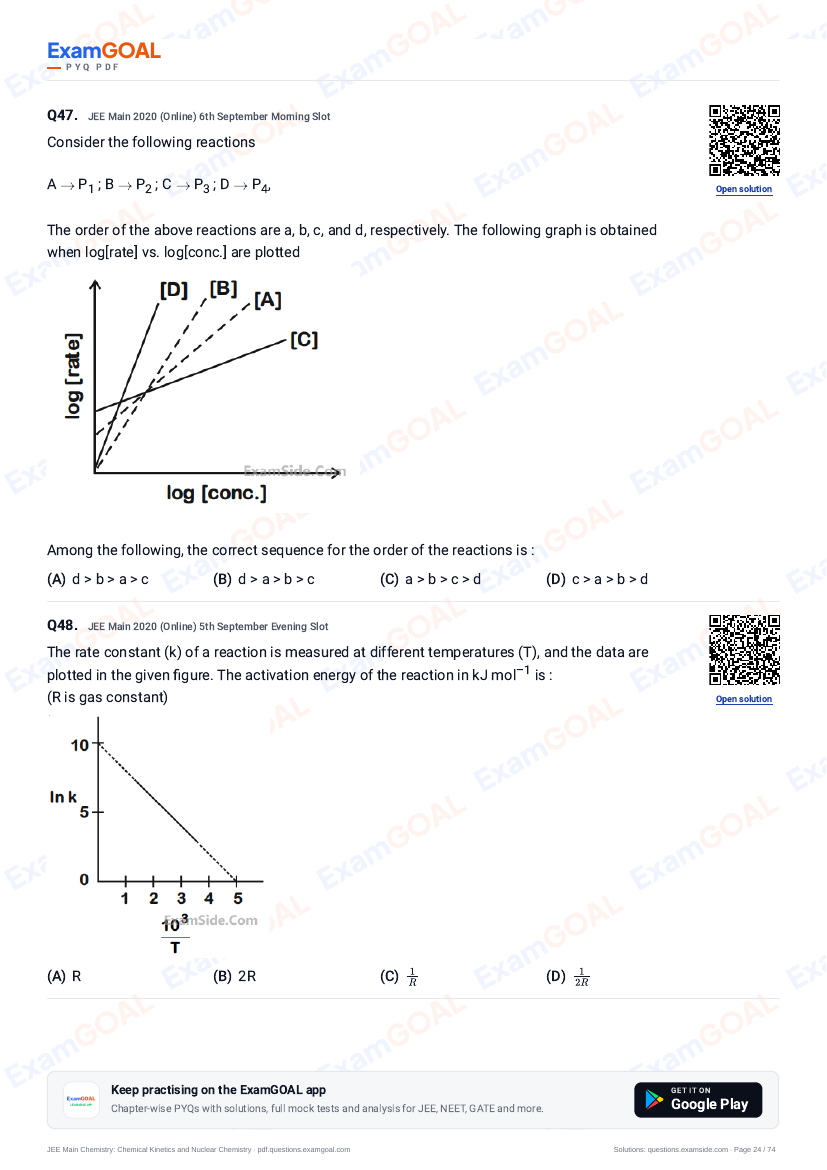 ExamGOAL
PYQ PDF
Q47. JEE Main 2020 (Online) 6th September Morning Slot
Consider the following reactions
A → P1 ; B → P2 ; C → P3 ; D → P4,
Open solution
The order of the above reactions are a, b, c, and d, respectively. The following graph is obtained
when log[rate] vs. log[conc.] are plotted
[D] [B] [A]
[C]
log [rate]
ExamSide.Com
log [conc.]
Among the following, the correct sequence for the order of the reactions is :
(A) d > b > a > c (B) d > a > b > c (C) a > b > c > d (D) c > a > b > d
Q48. JEE Main 2020 (Online) 5th September Evening Slot
The rate constant (k) of a reaction is measured at different temperatures (T), and the data are
plotted in the given figure. The activation energy of the reaction in kJ mol−1 is :
(R is gas constant)
Open solution
10
ln k
5
0
1 2 3 4 5
ExamSide.Com
10^3
T
(A) R (B) 2R (C) 1/R (D) 1/2R
Keep practising on the ExamGOAL app
Chapter-wise PYQs with solutions, full mock tests and analysis for JEE, NEET, GATE and more.
GET IT ON
Google Play
JEE Main Chemistry: Chemical Kinetics and Nuclear Chemistry · pdf.questions.examgoal.com
Solutions: questions.examside.com · Page 24 / 74